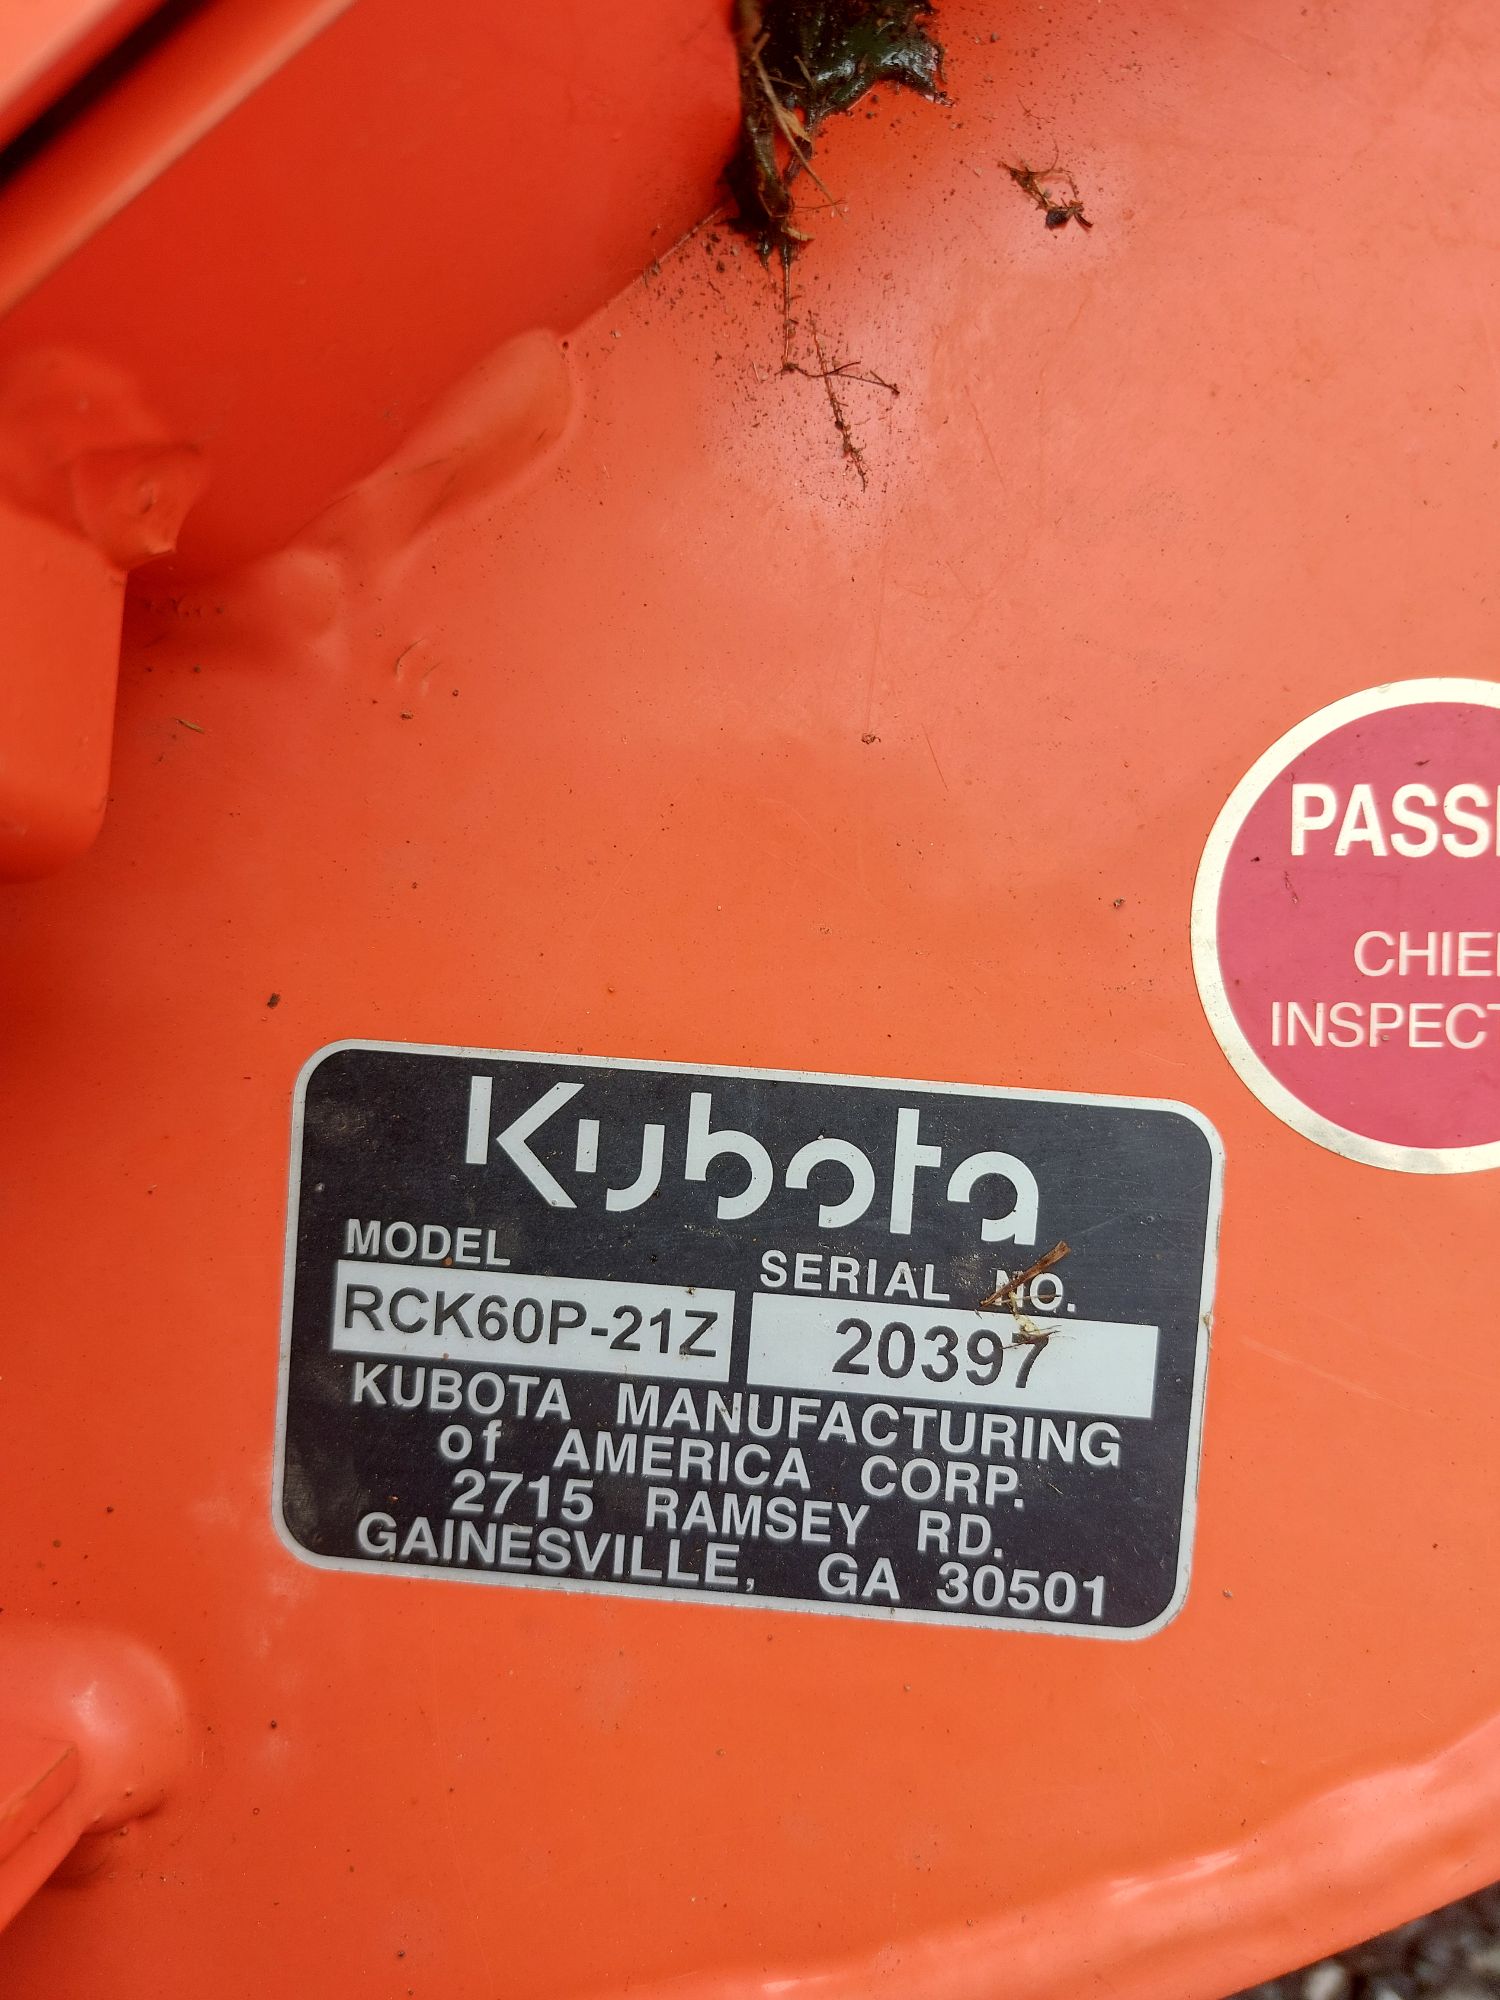 PASS
CHIEF
INSPECT
Kubota
MODEL
SERIAL NO.
RCK60P-21Z
20397
KUBOTA MANUFACTURING
of AMERICA CORP.
2715 RAMSEY RD.
GAINESVILLE, GA 30501